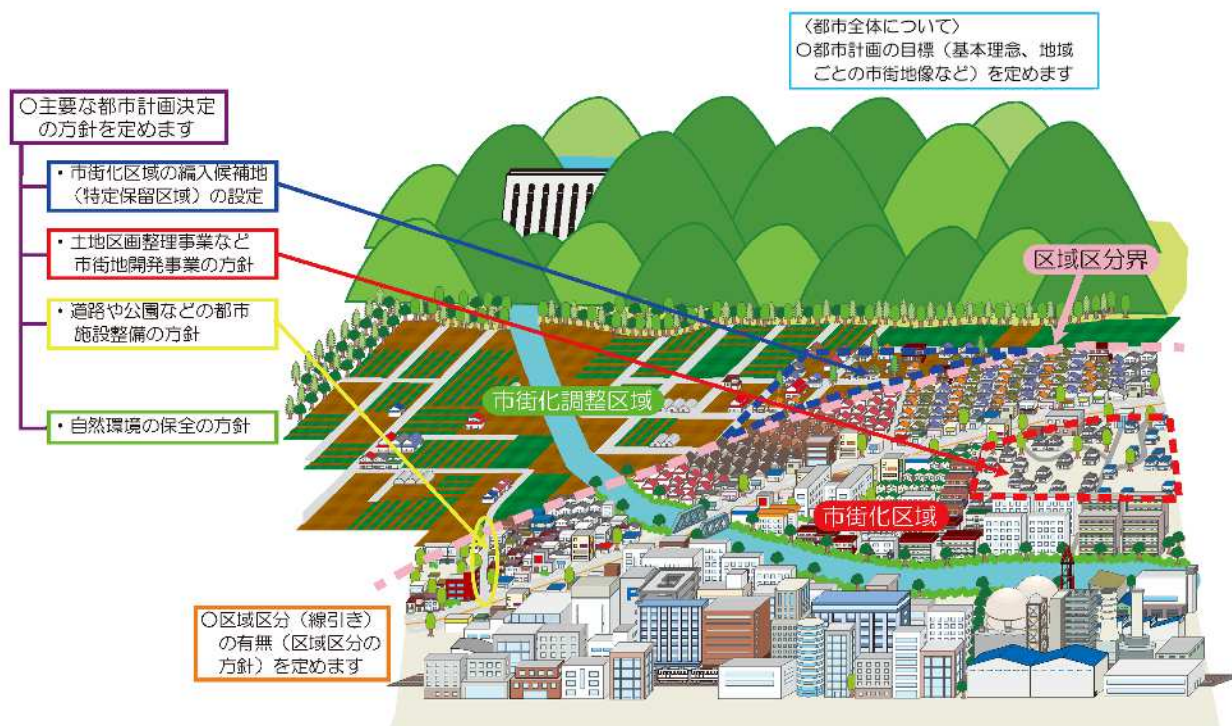 〈都市全体について〉
○都市計画の目標（基本理念、地域
ごとの市街地像など）を定めます
○主要な都市計画決定
の方針を定めます
・市街化区域の編入候補地
（特定保留区域）の設定
・土地区画整理事業など
市街地開発事業の方針
・道路や公園などの都市
施設整備の方針
・自然環境の保全の方針
区域区分界
市街化調整区域
市街化区域
○区域区分（線引き）
の有無（区域区分の
方針）を定めます